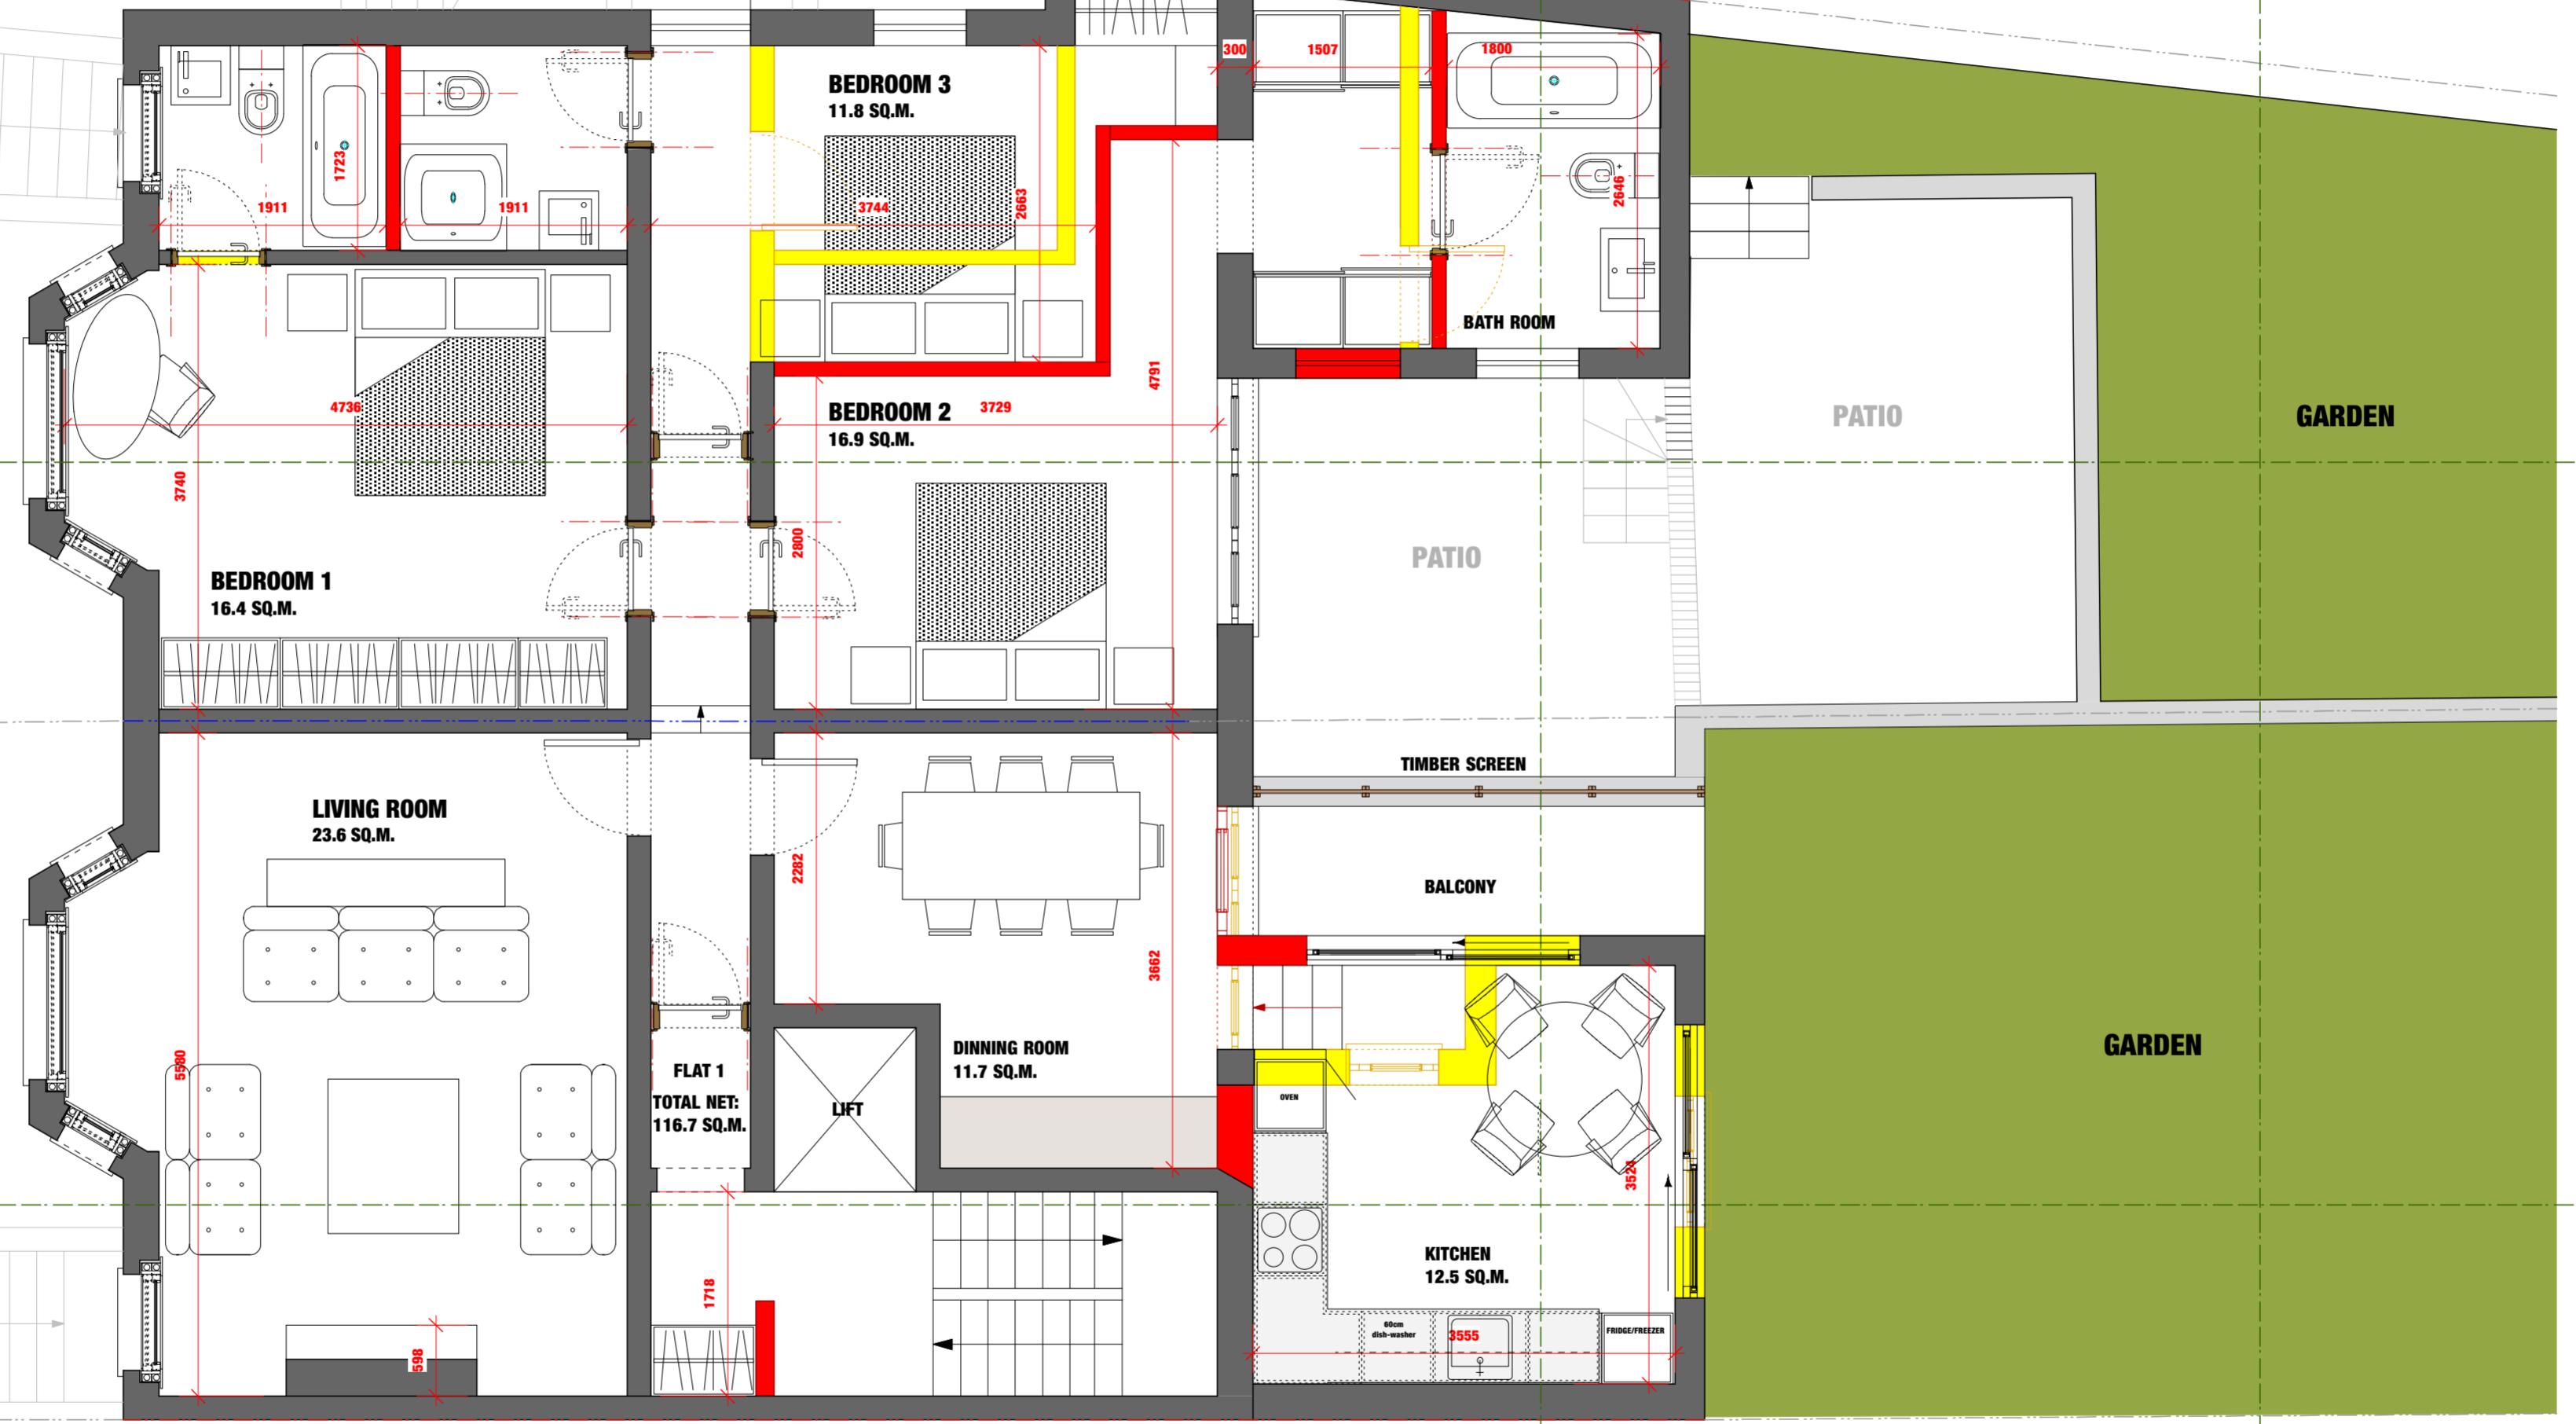 300
1507
1800
BEDROOM 3
11.8 SQ.M.
1723
1911
1911
3744
2663
2646
BATH ROOM
4736
BEDROOM 2
16.9 SQ.M.
3729
4791
PATIO
GARDEN
3740
2800
PATIO
BEDROOM 1
16.4 SQ.M.
TIMBER SCREEN
LIVING ROOM
23.6 SQ.M.
2282
BALCONY
3662
5580
FLAT 1
TOTAL NET:
116.7 SQ.M.
LIFT
DINNING ROOM
11.7 SQ.M.
OVEN
GARDEN
3524
KITCHEN
12.5 SQ.M.
1718
598
60cm
dish-washer
3555
FRIDGE/FREEZER